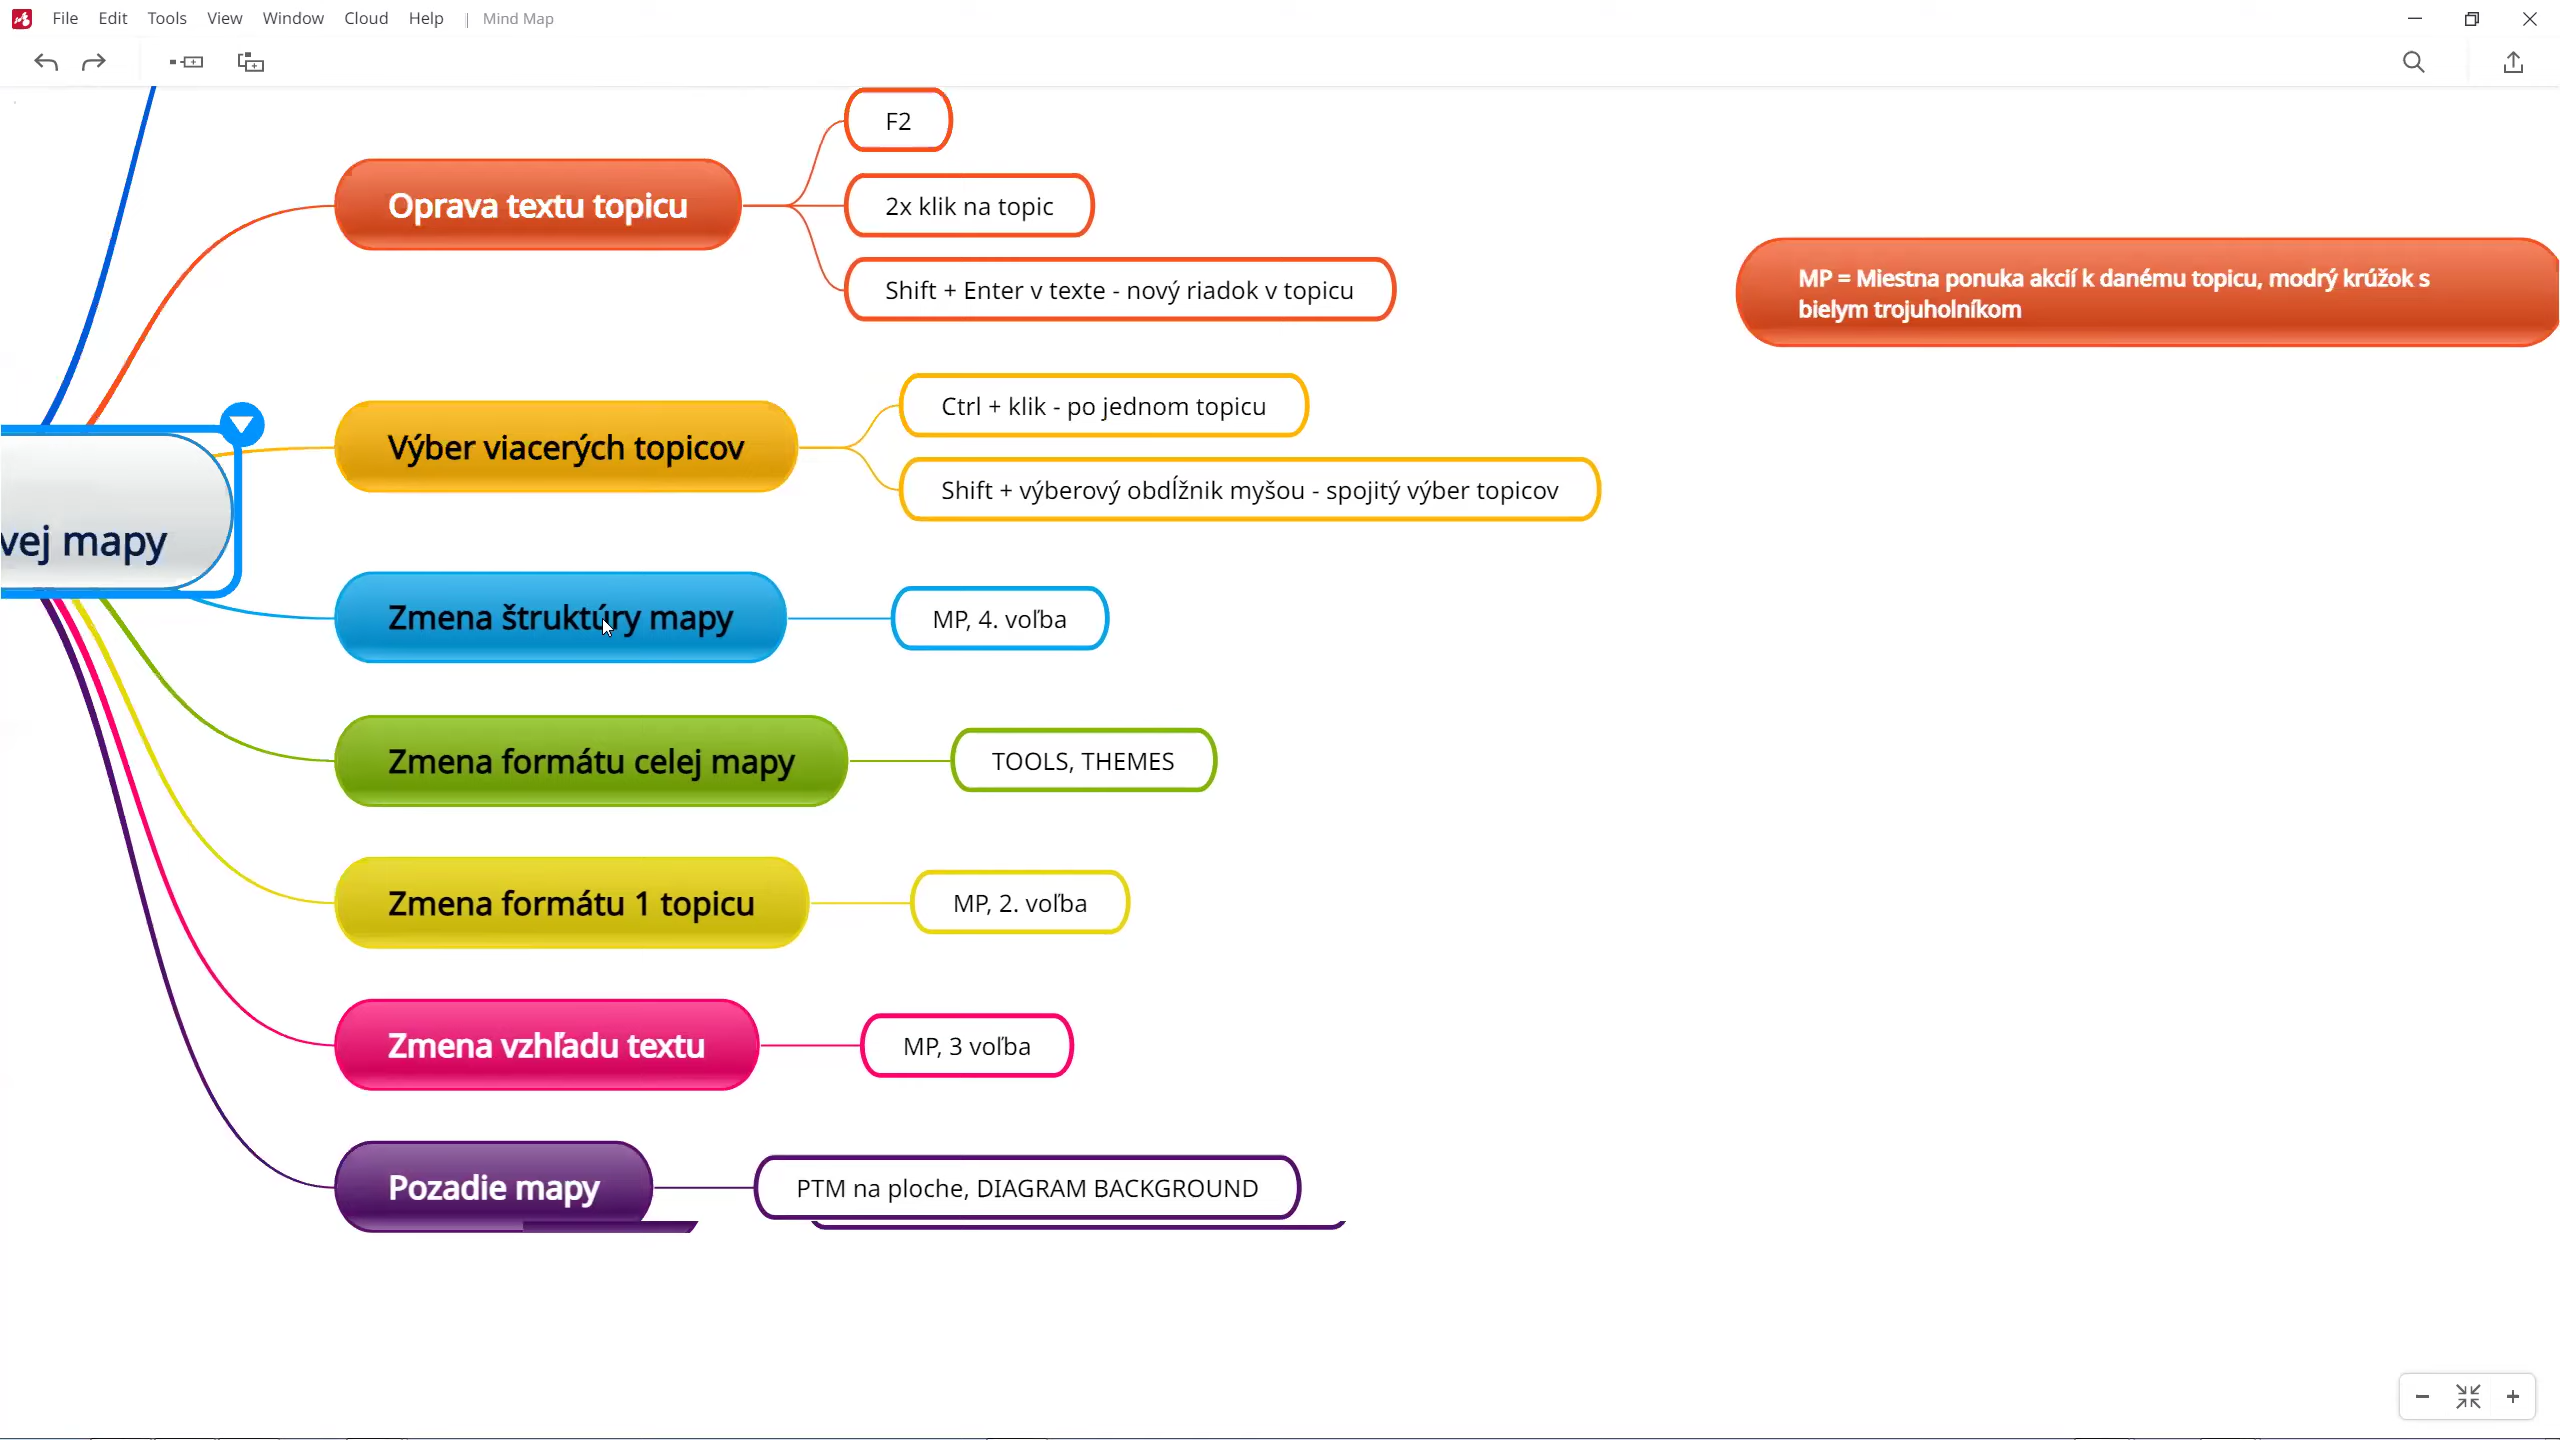 File Edit Tools View Window Cloud Help | Mind Map
F2
Oprava textu topicu
2x klik na topic
Shift + Enter v texte - nový riadok v topicu
MP = Miestna ponuka akcií k danému topicu, modrý krúžok s
bielym trojuholníkom
Ctrl + klik - po jednom topicu
Výber viacerých topicov
Shift + výberový obdĺžnik myšou - spojitý výber topicov
vej mapy
Zmena štruktúry mapy
MP, 4. voľba
Zmena formátu celej mapy
TOOLS, THEMES
Zmena formátu 1 topicu
MP, 2. voľba
Zmena vzhľadu textu
MP, 3 voľba
Pozadie mapy
PTM na ploche, DIAGRAM BACKGROUND